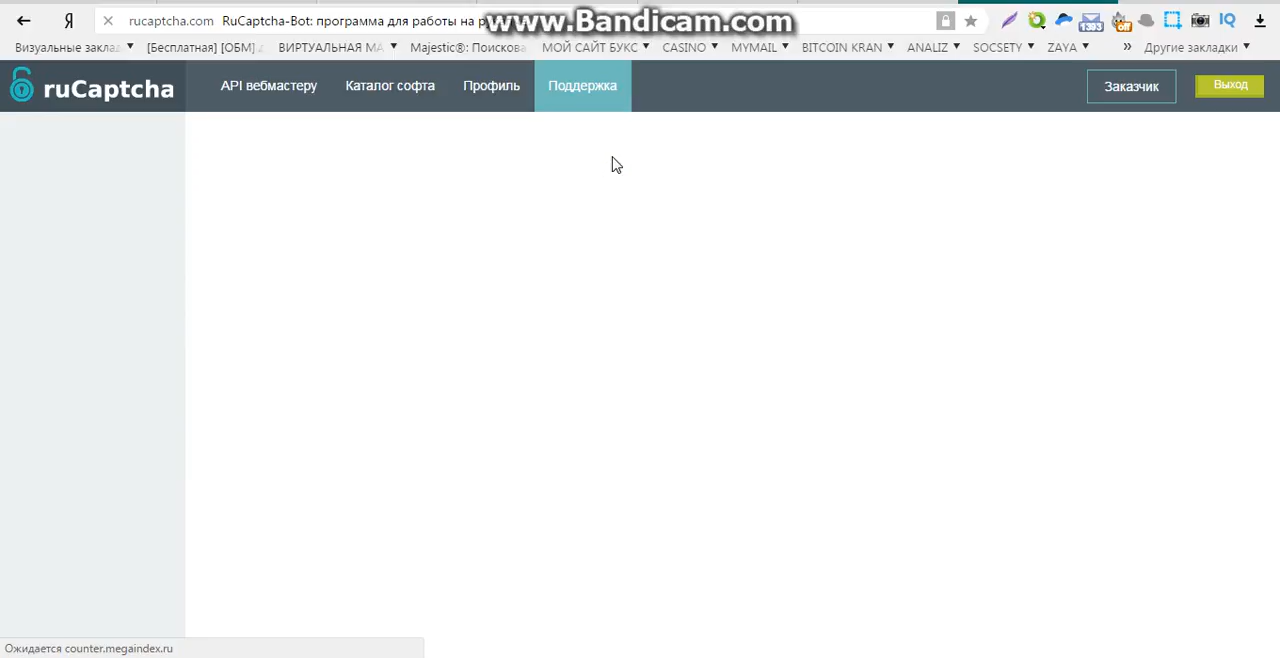 www.Bandicam.com
Я rucaptcha.com RuCaptcha-Bot: программа для работы на
Визуальные заклад [Бесплатная] [ОБМ] ВИРТУАЛЬНАЯ МА Majestic®: Поискова МОЙ САЙТ БУКС CASINO MYMAIL BITCOIN KRAN ANALIZ SOCSETY ZAYA » Другие закладки
ruCaptcha API вебмастеру Каталог софта Профиль Поддержка Заказчик Выход
Ожидается counter.megaindex.ru